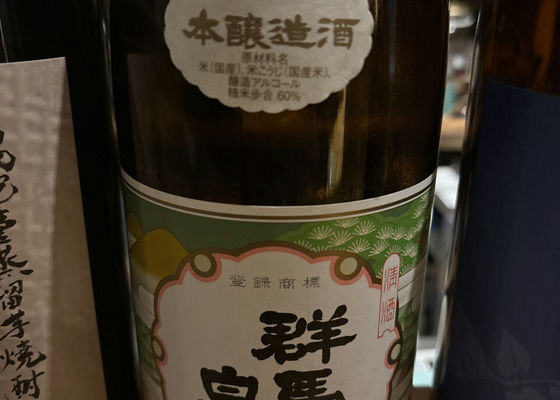 本醸造酒
原材料名
米(国産)、米こうじ(国産米)、
醸造アルコール
精米歩合 60%
登録商標
清酒
群馬
蒸留芋焼酎